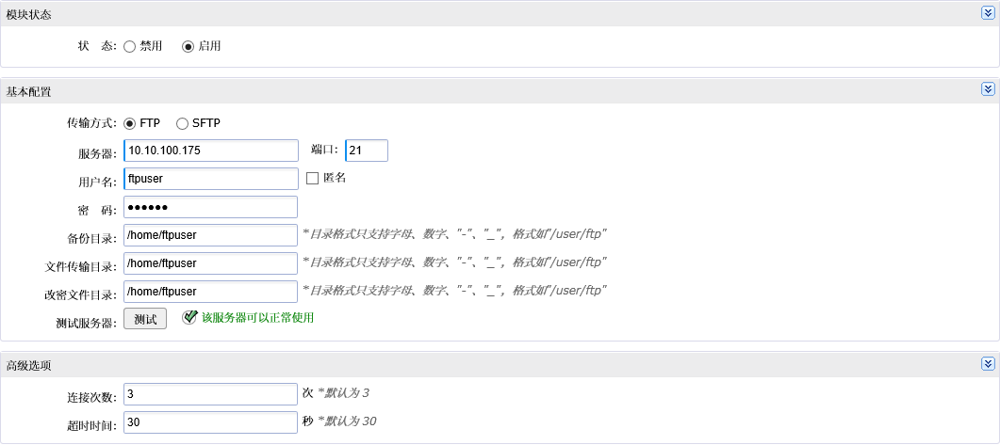 模块状态
状 态: 禁用 启用
基本配置
传输方式: FTP SFTP
服务器: 10.10.100.175 端口: 21
用户名: ftpuser 匿名
密 码: ●●●●●●
备份目录: /home/ftpuser *目录格式只支持字母、数字、"-"、"_"，格式如"/user/ftp"
文件传输目录: /home/ftpuser *目录格式只支持字母、数字、"-"、"_"，格式如"/user/ftp"
改密文件目录: /home/ftpuser *目录格式只支持字母、数字、"-"、"_"，格式如"/user/ftp"
测试服务器: 测试 该服务器可以正常使用
高级选项
连接次数: 3 次 *默认为 3
超时时间: 30 秒 *默认为 30